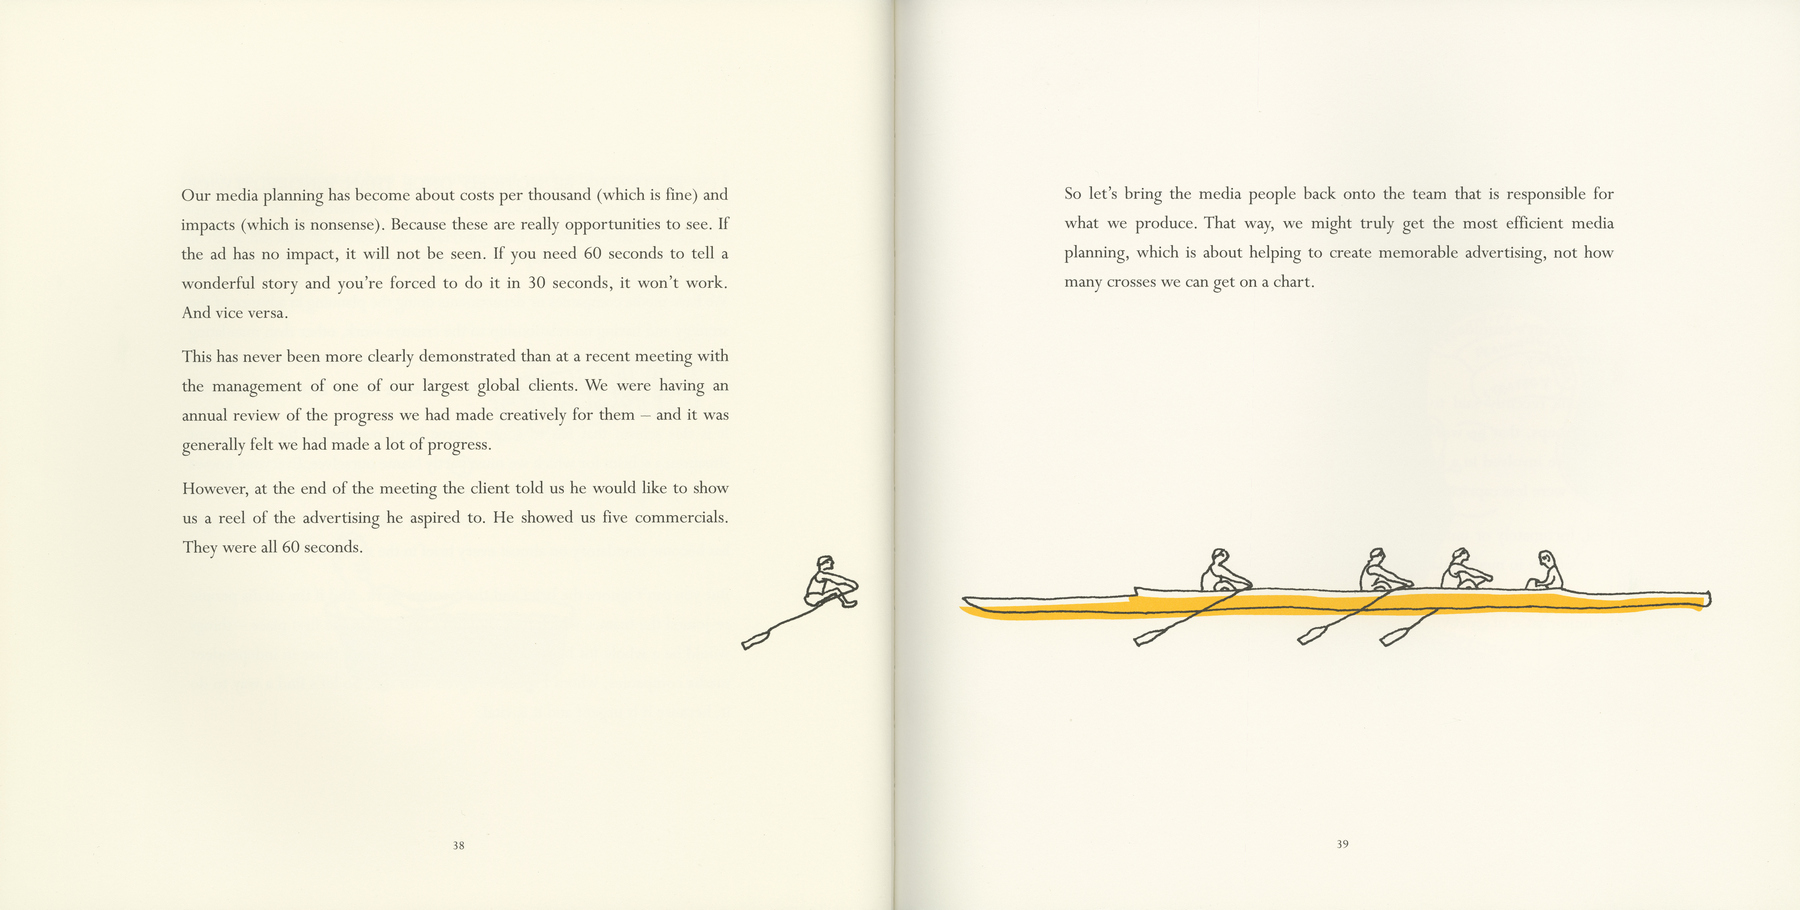 Our media planning has become about costs per thousand (which is fine) and
impacts (which is nonsense). Because these are really opportunities to see. If
the ad has no impact, it will not be seen. If you need 60 seconds to tell a
wonderful story and you’re forced to do it in 30 seconds, it won’t work.
And vice versa.
This has never been more clearly demonstrated than at a recent meeting with
the management of one of our largest global clients. We were having an
annual review of the progress we had made creatively for them – and it was
generally felt we had made a lot of progress.
However, at the end of the meeting the client told us he would like to show
us a reel of the advertising he aspired to. He showed us five commercials.
They were all 60 seconds.
38
So let’s bring the media people back onto the team that is responsible for
what we produce. That way, we might truly get the most efficient media
planning, which is about helping to create memorable advertising, not how
many crosses we can get on a chart.
39